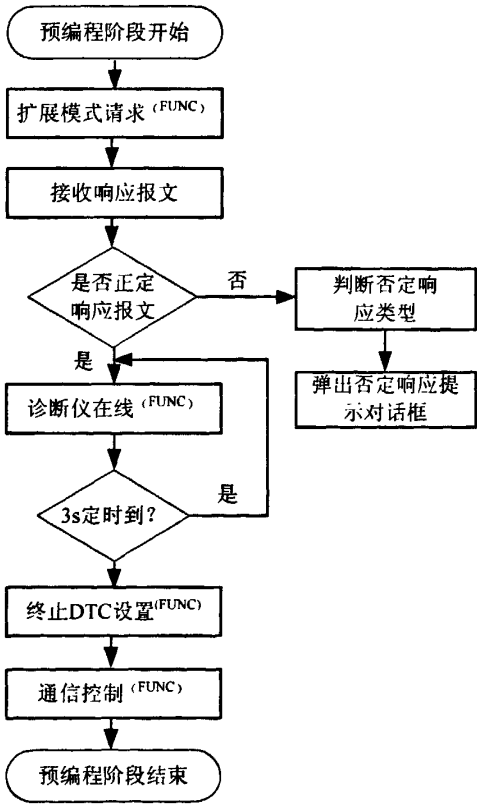 预编程阶段开始
扩展模式请求（FUNC）
接收响应报文
是否正定
响应报文
否
判断否定响
应类型
是
弹出否定响应提
示对话框
诊断仪在线（FUNC）
3s定时到?
是
终止DTC设置(FUNC)
通信控制（FUNC）
预编程阶段结束